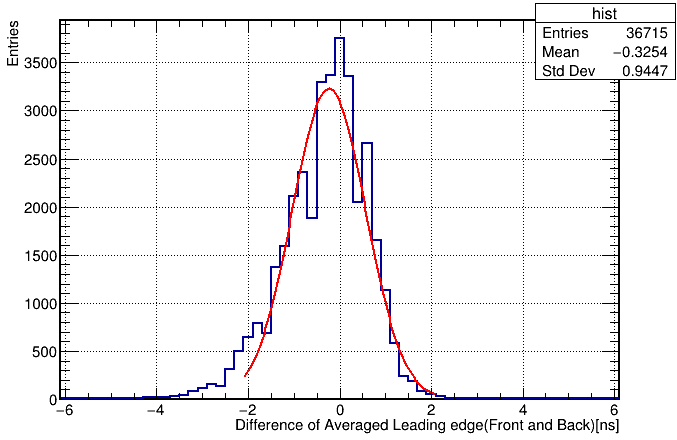 hist
Entries 36715
Mean −0.3254
Std Dev 0.9447
Entries
3500
3000
2500
2000
1500
1000
500
0
−6 −4 −2 0 2 4 6
Difference of Averaged Leading edge(Front and Back)[ns]